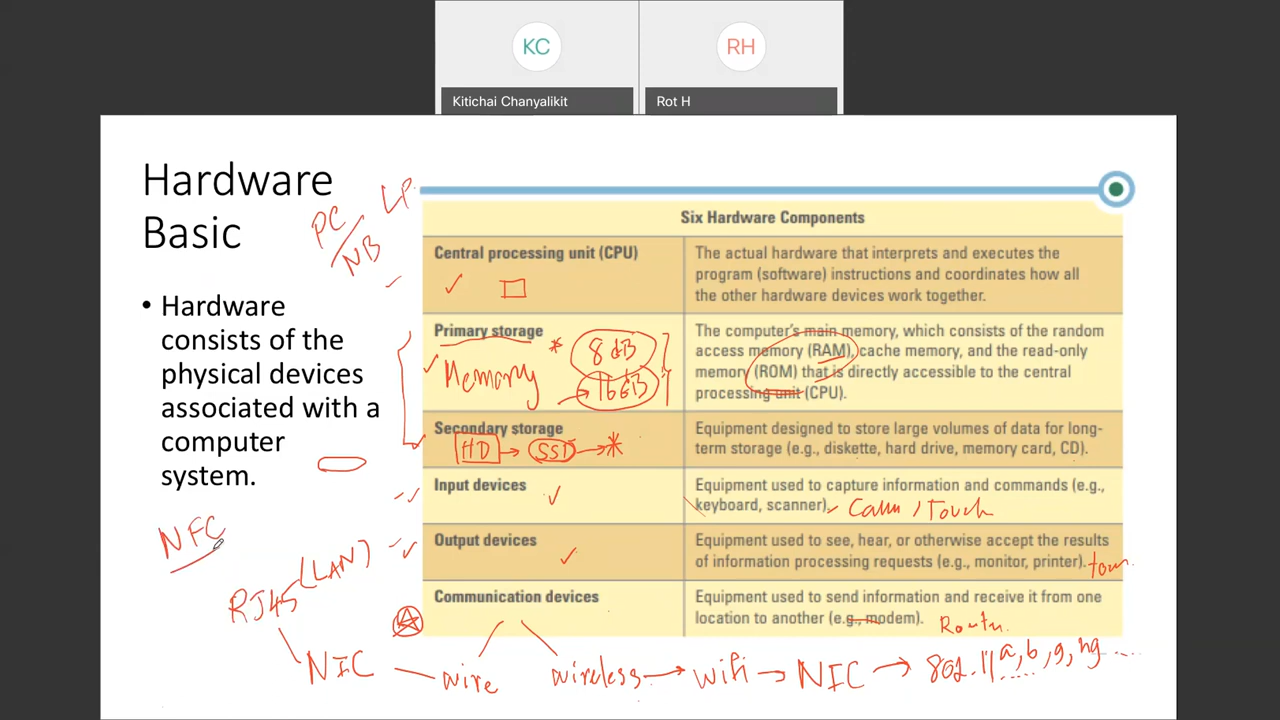 KC
RH
Kitichai Chanyalikit
Rot H
Hardware
Basic
PC/NB
LP
• Hardware
consists of the
physical devices
associated with a
computer
system.
Six Hardware Components
Central processing unit (CPU)
The actual hardware that interprets and executes the
program (software) instructions and coordinates how all
the other hardware devices work together.
Primary storage
Memory
* 8 GB
16 GB
The computer's main memory, which consists of the random
access memory (RAM), cache memory, and the read-only
memory (ROM) that is directly accessible to the central
processing unit (CPU).
Secondary storage
HD → SSD → *
Equipment designed to store large volumes of data for long-
term storage (e.g., diskette, hard drive, memory card, CD).
Input devices
Equipment used to capture information and commands (e.g.,
keyboard, scanner).
, Touch
Output devices
Equipment used to see, hear, or otherwise accept the results
of information processing requests (e.g., monitor, printer).
Communication devices
Equipment used to send information and receive it from one
location to another (e.g., modem).
Router
NFC
RJ45 (LAN)
NIC — wire
wireless → wifi → NIC → 802.11 a, b, g, ng ....